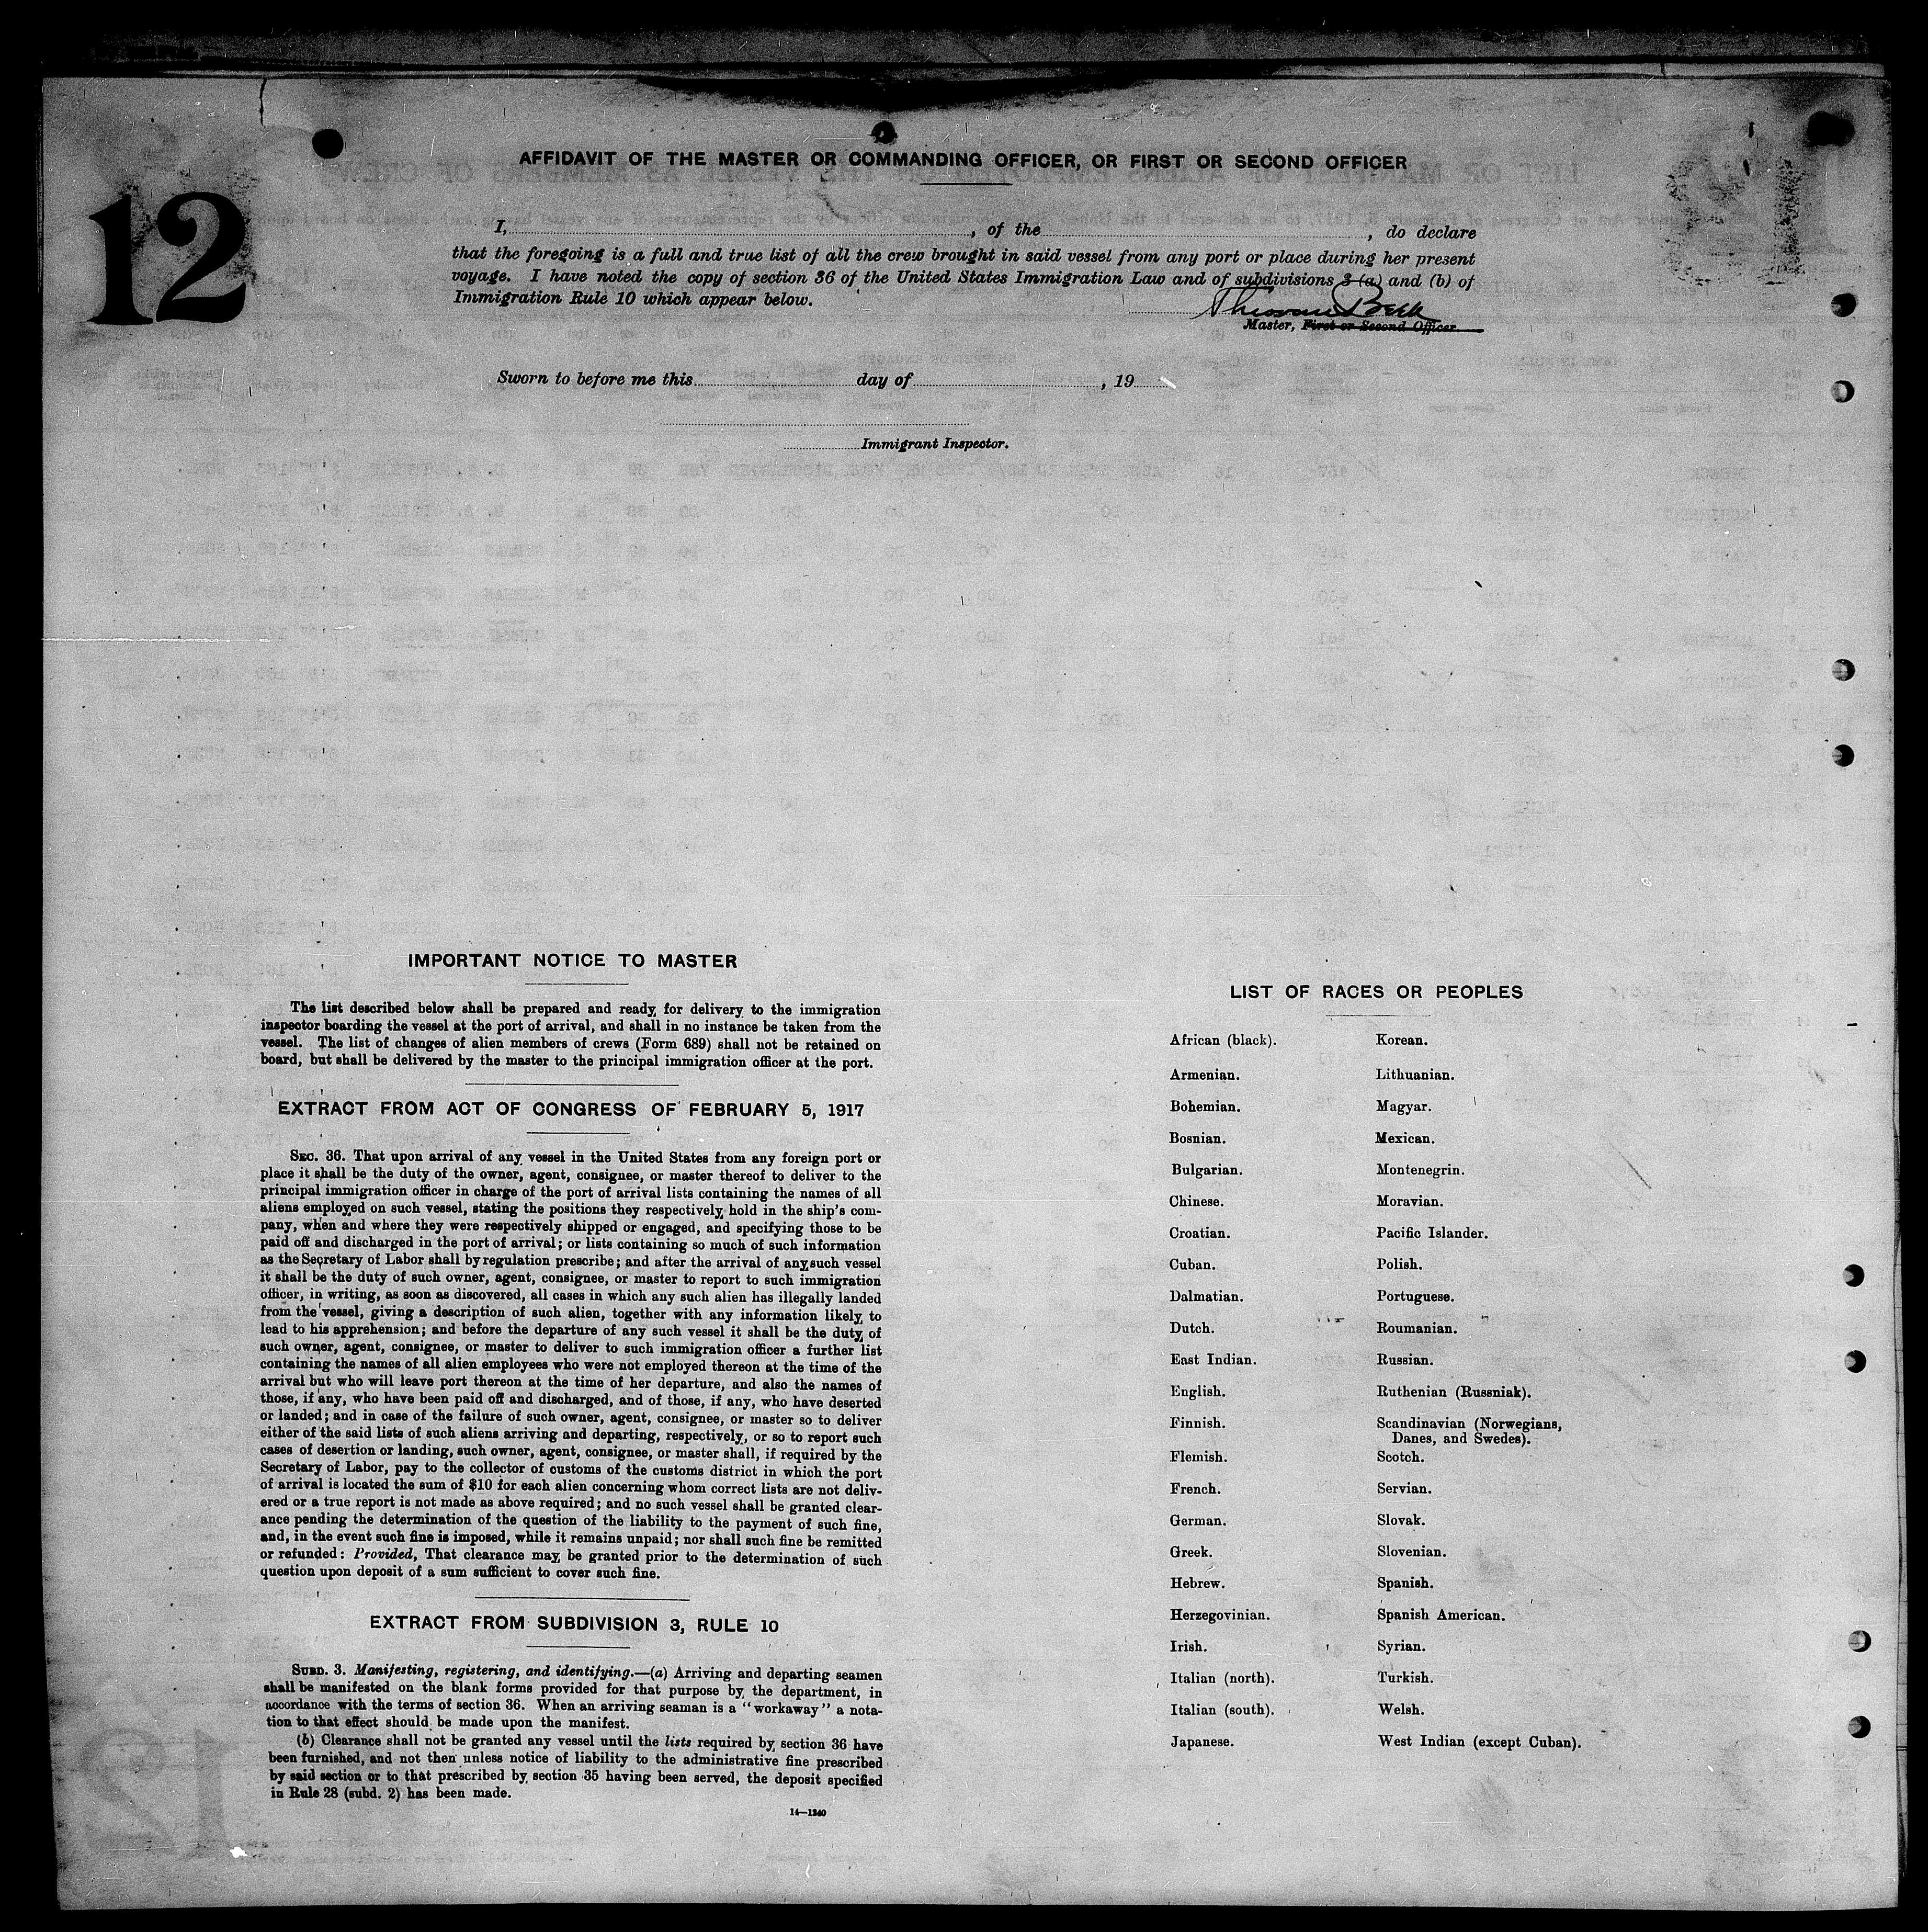 12
AFFIDAVIT OF THE MASTER OR COMMANDING OFFICER, OR FIRST OR SECOND OFFICER
I, , of the , do declare
that the foregoing is a full and true list of all the crew brought in said vessel from any port or place during her present
voyage. I have noted the copy of section 36 of the United States Immigration Law and of subdivisions 3 (a) and (b) of
Immigration Rule 10 which appear below.
Master, First or Second Officer
Sworn to before me this day of , 19
Immigrant Inspector.
IMPORTANT NOTICE TO MASTER
The list described below shall be prepared and ready for delivery to the immigration
inspector boarding the vessel at the port of arrival, and shall in no instance be taken from the
vessel. The list of changes of alien members of crews (Form 689) shall not be retained on
board, but shall be delivered by the master to the principal immigration officer at the port.
EXTRACT FROM ACT OF CONGRESS OF FEBRUARY 5, 1917
SEC. 36. That upon arrival of any vessel in the United States from any foreign port or
place it shall be the duty of the owner, agent, consignee, or master thereof to deliver to the
principal immigration officer in charge of the port of arrival lists containing the names of all
aliens employed on such vessel, stating the positions they respectively hold in the ship's com-
pany, when and where they were respectively shipped or engaged, and specifying those to be
paid off and discharged in the port of arrival; or lists containing so much of such information
as the Secretary of Labor shall by regulation prescribe; and after the arrival of any such vessel
it shall be the duty of such owner, agent, consignee, or master to report to such immigration
officer, in writing, as soon as discovered, all cases in which any such alien has illegally landed
from the vessel, giving a description of such alien, together with any information likely to
lead to his apprehension; and before the departure of any such vessel it shall be the duty of
such owner, agent, consignee, or master to deliver to such immigration officer a further list
containing the names of all alien employees who were not employed thereon at the time of the
arrival but who will leave port thereon at the time of her departure, and also the names of
those, if any, who have been paid off and discharged, and of those, if any, who have deserted
or landed; and in case of the failure of such owner, agent, consignee, or master so to deliver
either of the said lists of such aliens arriving and departing, respectively, or so to report such
cases of desertion or landing, such owner, agent, consignee, or master shall, if required by the
Secretary of Labor, pay to the collector of customs of the customs district in which the port
of arrival is located the sum of $10 for each alien concerning whom correct lists are not deliv-
ered or a true report is not made as above required; and no such vessel shall be granted clear-
ance pending the determination of the question of the liability to the payment of such fine,
and, in the event such fine is imposed, while it remains unpaid; nor shall such fine be remitted
or refunded: Provided, That clearance may be granted prior to the determination of such
question upon deposit of a sum sufficient to cover such fine.
EXTRACT FROM SUBDIVISION 3, RULE 10
SUBD. 3. Manifesting, registering, and identifying.—(a) Arriving and departing seamen
shall be manifested on the blank forms provided for that purpose by the department, in
accordance with the terms of section 36. When an arriving seaman is a "workaway" a nota-
tion to that effect should be made upon the manifest.
(b) Clearance shall not be granted any vessel until the lists required by section 36 have
been furnished, and not then unless notice of liability to the administrative fine prescribed
by said section or to that prescribed by section 35 having been served, the deposit specified
in Rule 28 (subd. 2) has been made.
14—1240
LIST OF RACES OR PEOPLES
African (black).
Armenian.
Bohemian.
Bosnian.
Bulgarian.
Chinese.
Croatian.
Cuban.
Dalmatian.
Dutch.
East Indian.
English.
Finnish.
Flemish.
French.
German.
Greek.
Hebrew.
Herzegovinian.
Irish.
Italian (north).
Italian (south).
Japanese.
Korean.
Lithuanian.
Magyar.
Mexican.
Montenegrin.
Moravian.
Pacific Islander.
Polish.
Portuguese.
Roumanian.
Russian.
Ruthenian (Russniak).
Scandinavian (Norwegians,
Danes, and Swedes).
Scotch.
Servian.
Slovak.
Slovenian.
Spanish.
Spanish American.
Syrian.
Turkish.
Welsh.
West Indian (except Cuban).